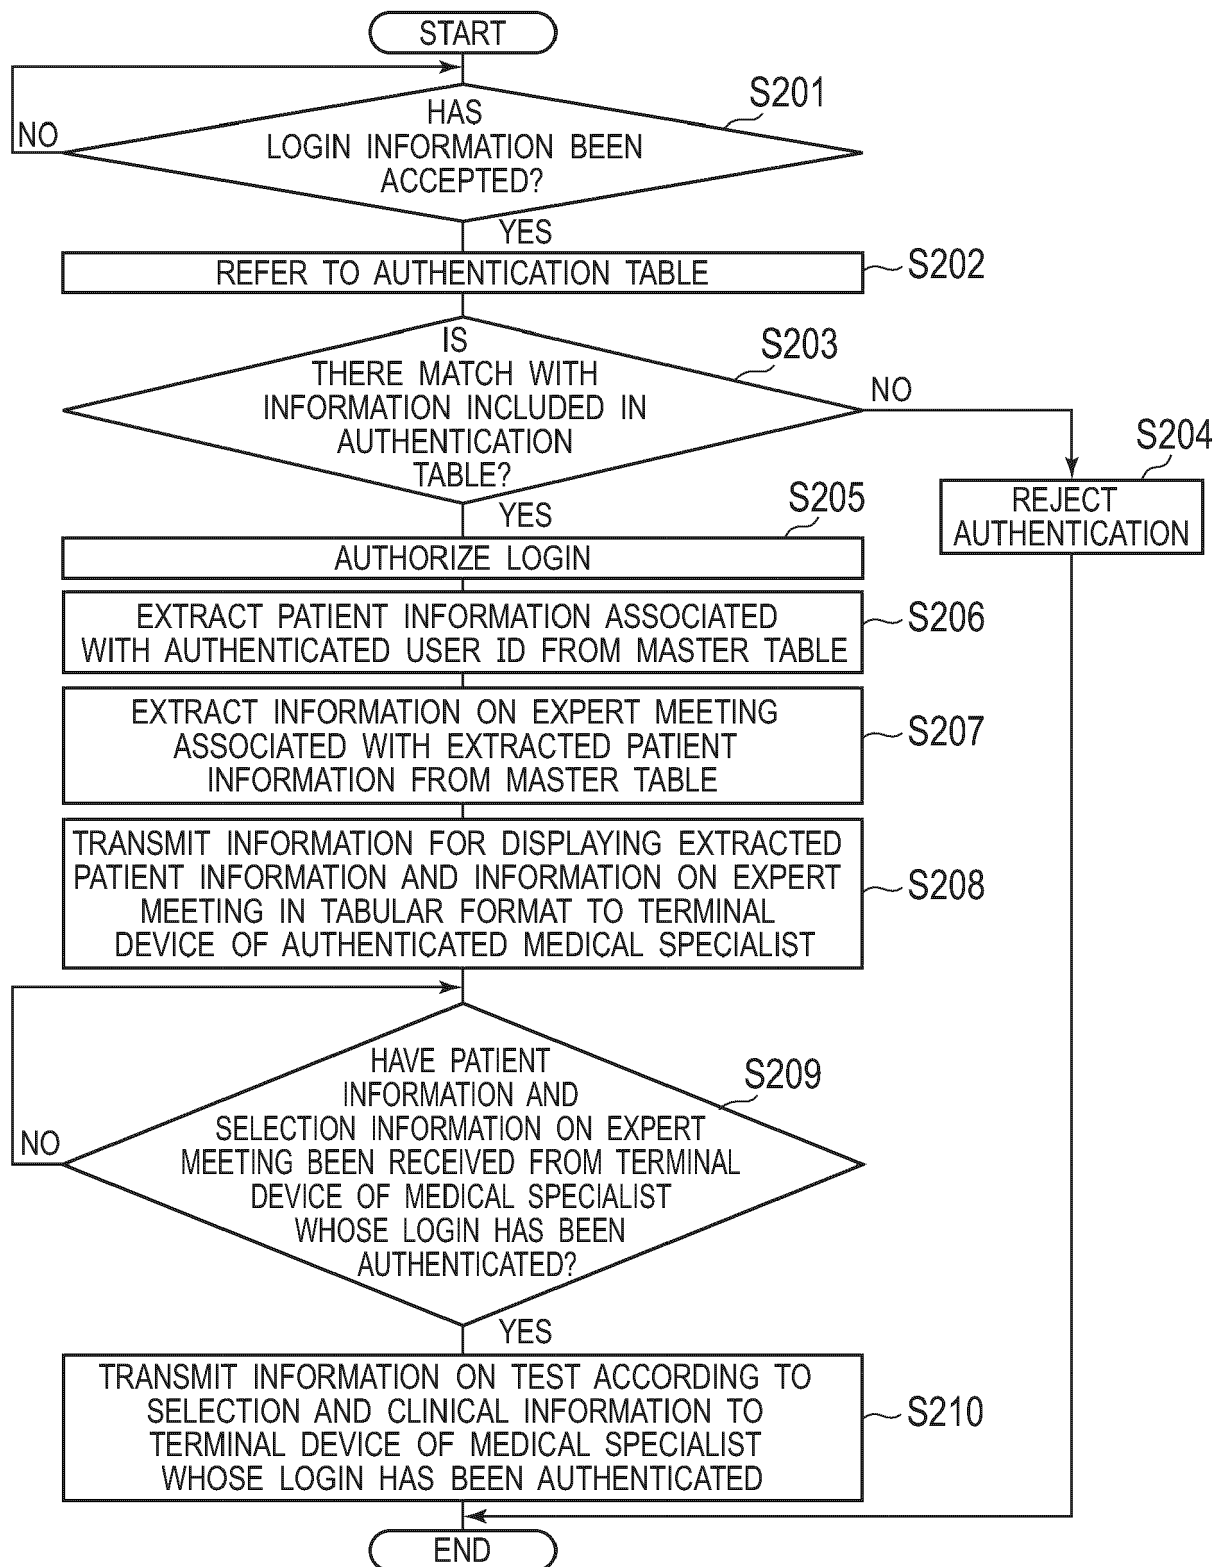 START
S201
HAS
LOGIN INFORMATION BEEN
ACCEPTED?
NO
YES
REFER TO AUTHENTICATION TABLE
S202
IS
THERE MATCH WITH
INFORMATION INCLUDED IN
AUTHENTICATION
TABLE?
S203
NO
S204
REJECT
AUTHENTICATION
YES
S205
AUTHORIZE LOGIN
EXTRACT PATIENT INFORMATION ASSOCIATED
WITH AUTHENTICATED USER ID FROM MASTER TABLE
S206
EXTRACT INFORMATION ON EXPERT MEETING
ASSOCIATED WITH EXTRACTED PATIENT
INFORMATION FROM MASTER TABLE
S207
TRANSMIT INFORMATION FOR DISPLAYING EXTRACTED
PATIENT INFORMATION AND INFORMATION ON EXPERT
MEETING IN TABULAR FORMAT TO TERMINAL
DEVICE OF AUTHENTICATED MEDICAL SPECIALIST
S208
HAVE PATIENT
INFORMATION AND
SELECTION INFORMATION ON EXPERT
MEETING BEEN RECEIVED FROM TERMINAL
DEVICE OF MEDICAL SPECIALIST
WHOSE LOGIN HAS BEEN
AUTHENTICATED?
S209
NO
YES
TRANSMIT INFORMATION ON TEST ACCORDING TO
SELECTION AND CLINICAL INFORMATION TO
TERMINAL DEVICE OF MEDICAL SPECIALIST
WHOSE LOGIN HAS BEEN AUTHENTICATED
S210
END